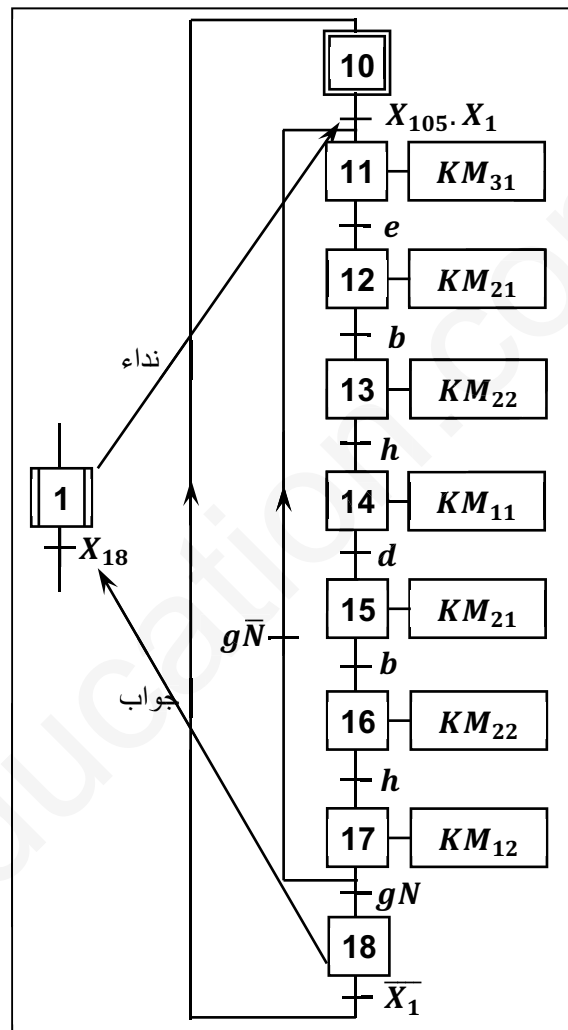 10
X₁₀₅. X₁
11 KM₃₁
e
12 KM₂₁
b
نداء
13 KM₂₂
h
1
14 KM₁₁
X₁₈
d
15 KM₂₁
gN̅
b
جواب
16 KM₂₂
h
17 KM₁₂
gN
18
X̅₁̅